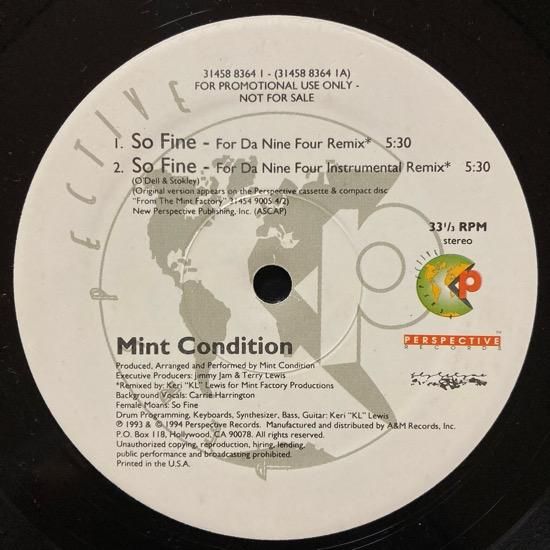 31458 8364 1 - (31458 8364 1A)
FOR PROMOTIONAL USE ONLY -
NOT FOR SALE
PECTIVE
1. So Fine - For Da Nine Four Remix* 5:30
2. So Fine - For Da Nine Four Instrumental Remix* 5:30
(O'Dell & Stokley)
(Original version appears on the Perspective cassette & compact disc
"From The Mint Factory" 31454 9005 4/2)
New Perspective Publishing, Inc. (ASCAP)
33⅓ RPM
stereo
P
PERSPECTIVE™
RECORDS
Mint Condition
Produced, Arranged and Performed by Mint Condition
Executive Producers: Jimmy Jam & Terry Lewis
*Remixed by: Keri "KL" Lewis for Mint Factory Productions
Background Vocals: Carrie Harrington
Female Moans: So Fine
Drum Programming, Keyboards, Synthesizer, Bass, Guitar: Keri "KL" Lewis
℗ 1993 & © 1994 Perspective Records. Manufactured and distributed by A&M Records, Inc.
P.O. Box 118, Hollywood, CA 90078. All rights reserved.
Unauthorized copying, reproduction, hiring, lending,
public performance and broadcasting prohibited.
Printed in the U.S.A.